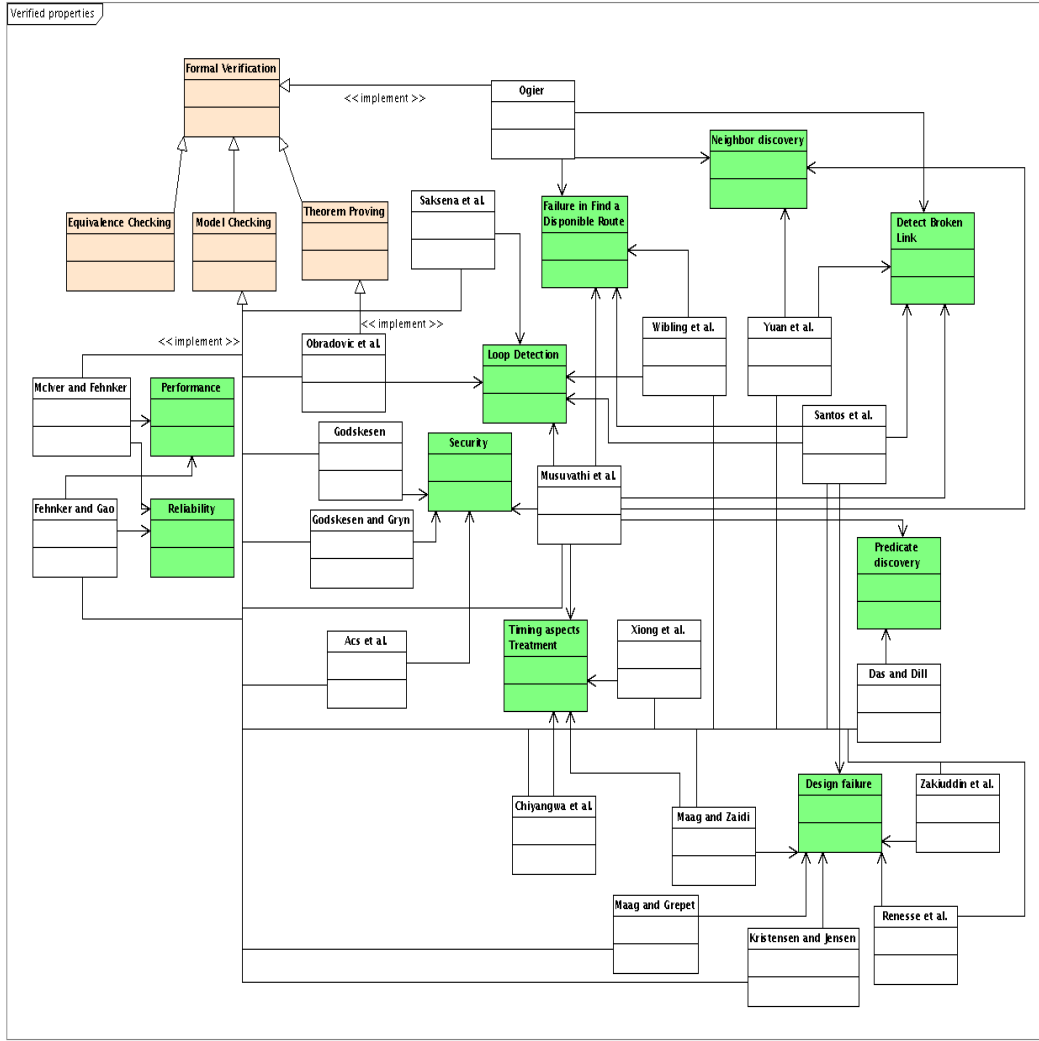 Verified properties
Formal Verification
<< implement >>
Ogier
Neighbor discovery
Saksena et al.
Failure in Find a
Disponible Route
Equivalence Checking
Model Checking
Theorem Proving
Detect Broken
Link
<< implement >>
<< implement >>
Obradovic et al.
Loop Detection
Wibling et al.
Yuan et al.
McIver and Fehnker
Performance
Godskesen
Security
Santos et al.
Musuvathi et al.
Fehnker and Gao
Reliability
Godskesen and Gryn
Predicate
discovery
Acs et al.
Timing aspects
Treatment
Xiong et al.
Das and Dill
Chiyangwa et al.
Maag and Zaidi
Design failure
Zakiuddin et al.
Maag and Grepet
Kristensen and Jensen
Renesse et al.